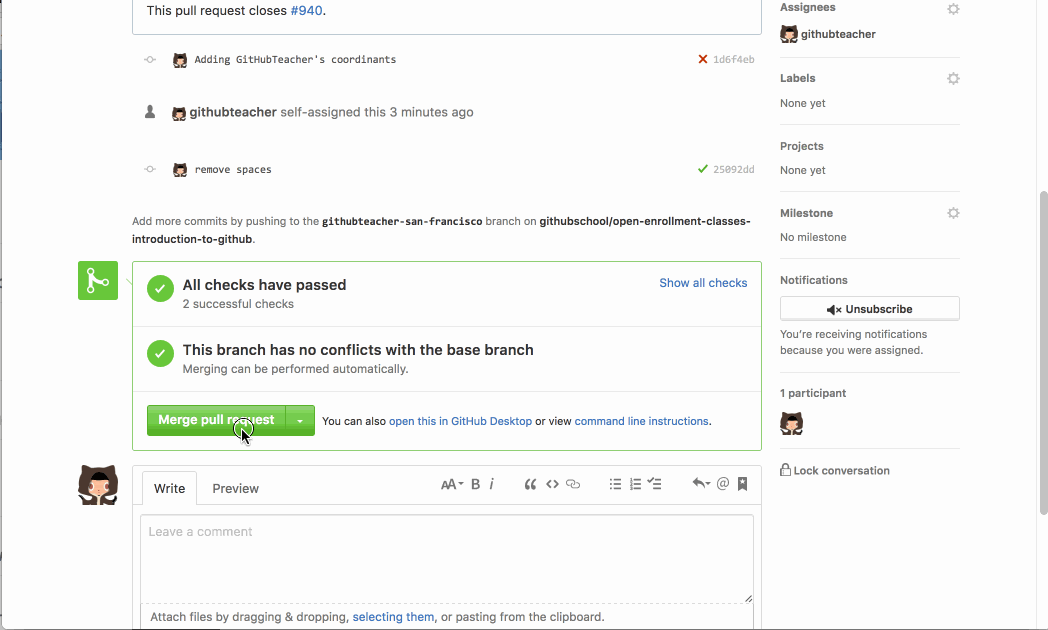 This pull request closes #940.
Adding GitHubTeacher's coordinants
1d6f4eb
githubteacher self-assigned this 3 minutes ago
remove spaces
25092dd
Add more commits by pushing to the githubteacher-san-francisco branch on githubschool/open-enrollment-classes-
introduction-to-github.
All checks have passed
Show all checks
2 successful checks
This branch has no conflicts with the base branch
Merging can be performed automatically.
Merge pull request
You can also open this in GitHub Desktop or view command line instructions.
Write
Preview
AA
B
i
@
Leave a comment
Attach files by dragging & dropping, selecting them, or pasting from the clipboard.
Assignees
githubteacher
Labels
None yet
Projects
None yet
Milestone
No milestone
Notifications
Unsubscribe
You're receiving notifications
because you were assigned.
1 participant
Lock conversation